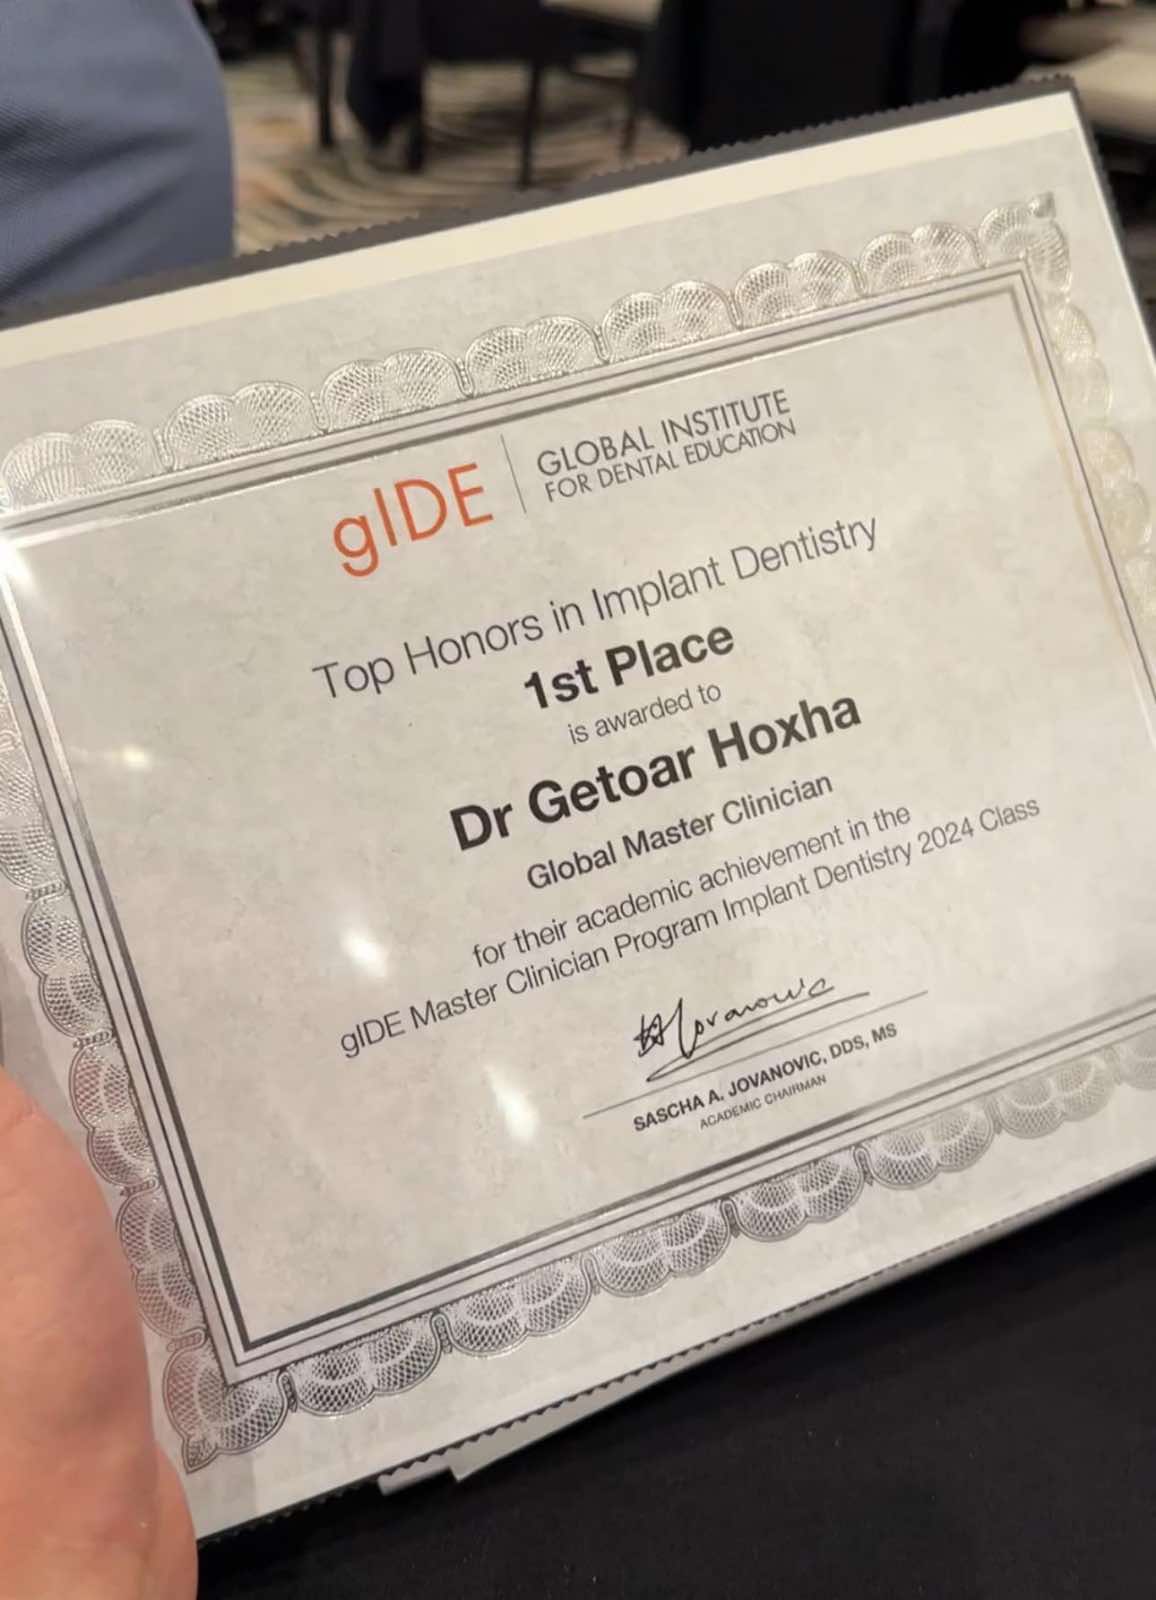 gIDE
GLOBAL INSTITUTE
FOR DENTAL EDUCATION
Top Honors in Implant Dentistry
1st Place
is awarded to
Dr Getoar Hoxha
Global Master Clinician
for their academic achievement in the
gIDE Master Clinician Program Implant Dentistry 2024 Class
SAJovanovic
SASCHA A. JOVANOVIC, DDS, MS
ACADEMIC CHAIRMAN